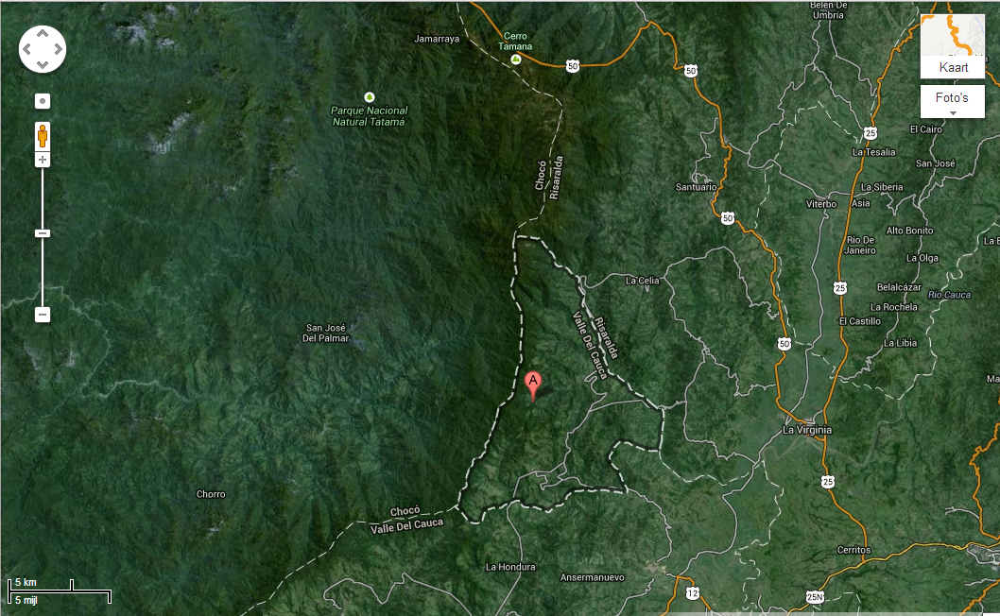 Belén De
Umbría
Jamarraya
Cerro
Tamana
50
50
Kaart
Foto's
Parque Nacional
Natural Tatamá
25
El Cairo
La Tesalia
San José
Chocó
Risaralda
Santuario
La Siberia
Viterbo
Asia
50
Alto Bonito
Rio De
Janeiro
La Olga
La Celia
25
Belalcázar
Rio Cauca
La Rochela
El Castillo
San José
Del Palmar
Risaralda
Valle Del Cauca
50
La Libia
A
La Virginia
25
Chorro
Chocó
Valle Del Cauca
Cerritos
La Hondura
Ansermanuevo
12
25N
5 km
5 mijl